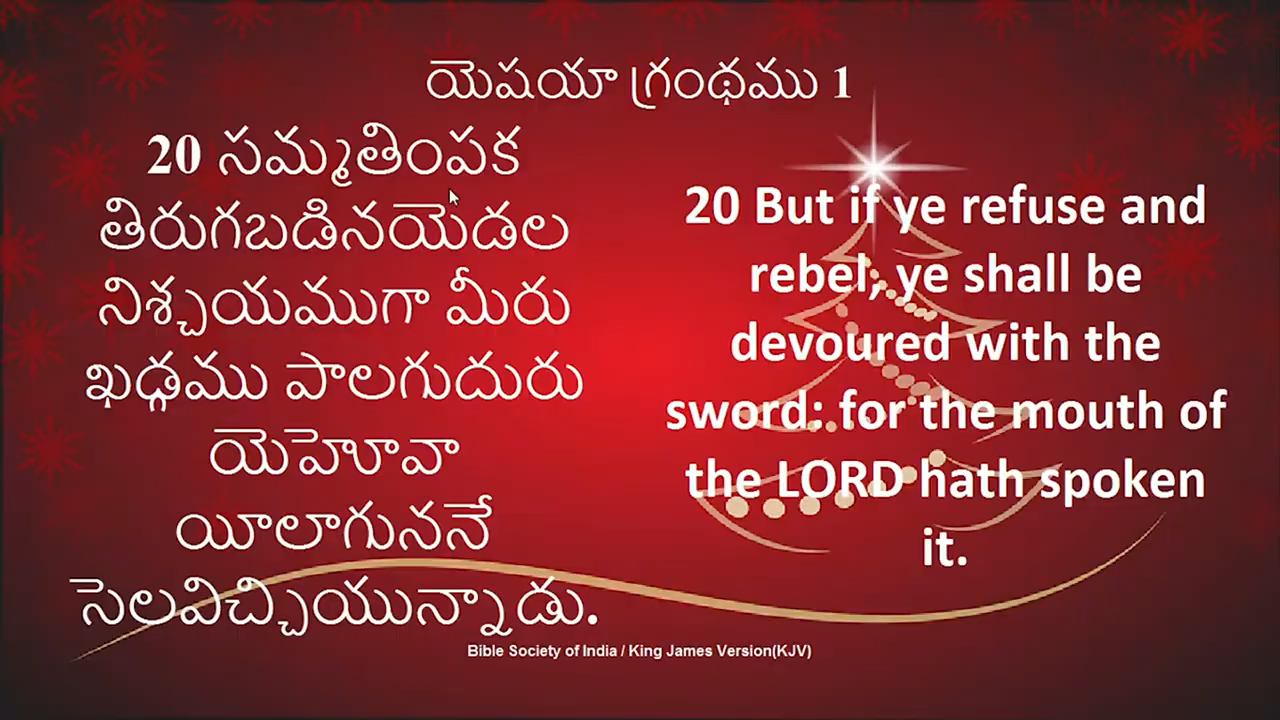 యెషయా గ్రంథము 1
20 సమ్మతింపక
తిరుగబడినయెడల
నిశ్చయముగా మీరు
ఖడ్గము పాలగుదురు
యెహెూవా
యీలాగుననే
సెలవిచ్చియున్నాడు.
20 But if ye refuse and
rebel, ye shall be
devoured with the
sword: for the mouth of
the LORD hath spoken
it.
Bible Society of India / King James Version(KJV)